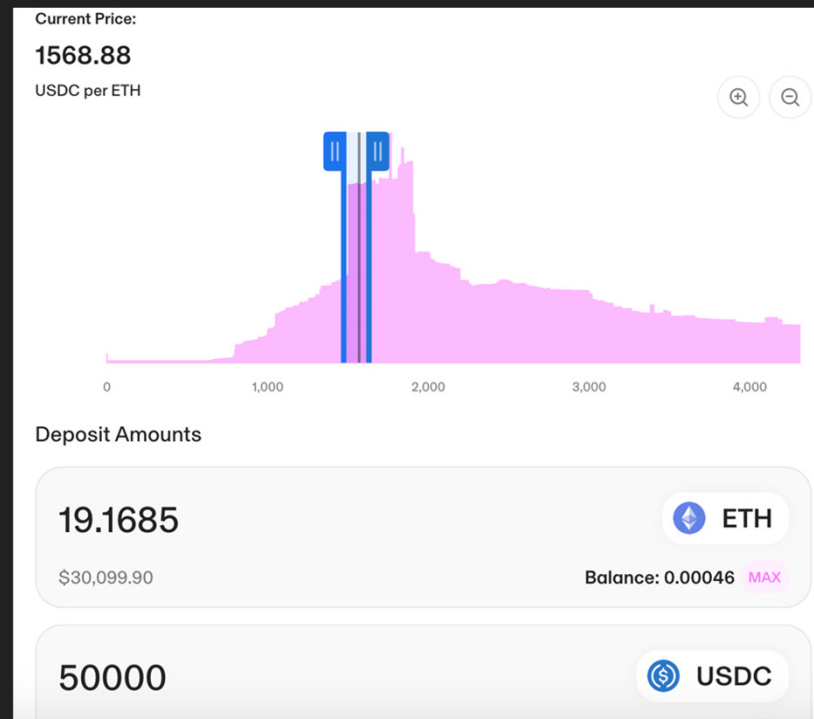 Current Price:
1568.88
USDC per ETH
0 1,000 2,000 3,000 4,000
Deposit Amounts
19.1685 ETH
$30,099.90 Balance: 0.00046 MAX
50000 USDC